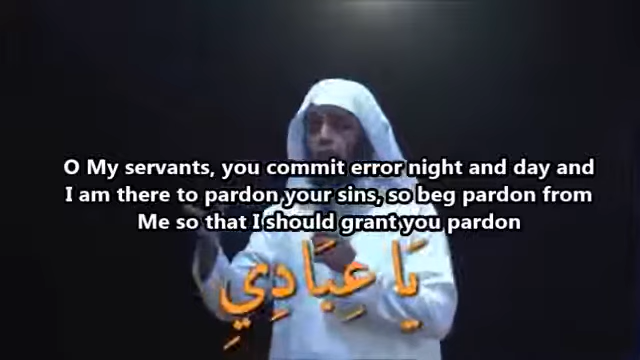 O My servants, you commit error night and day and
I am there to pardon your sins, so beg pardon from
Me so that I should grant you pardon
يَا عِبَادِي